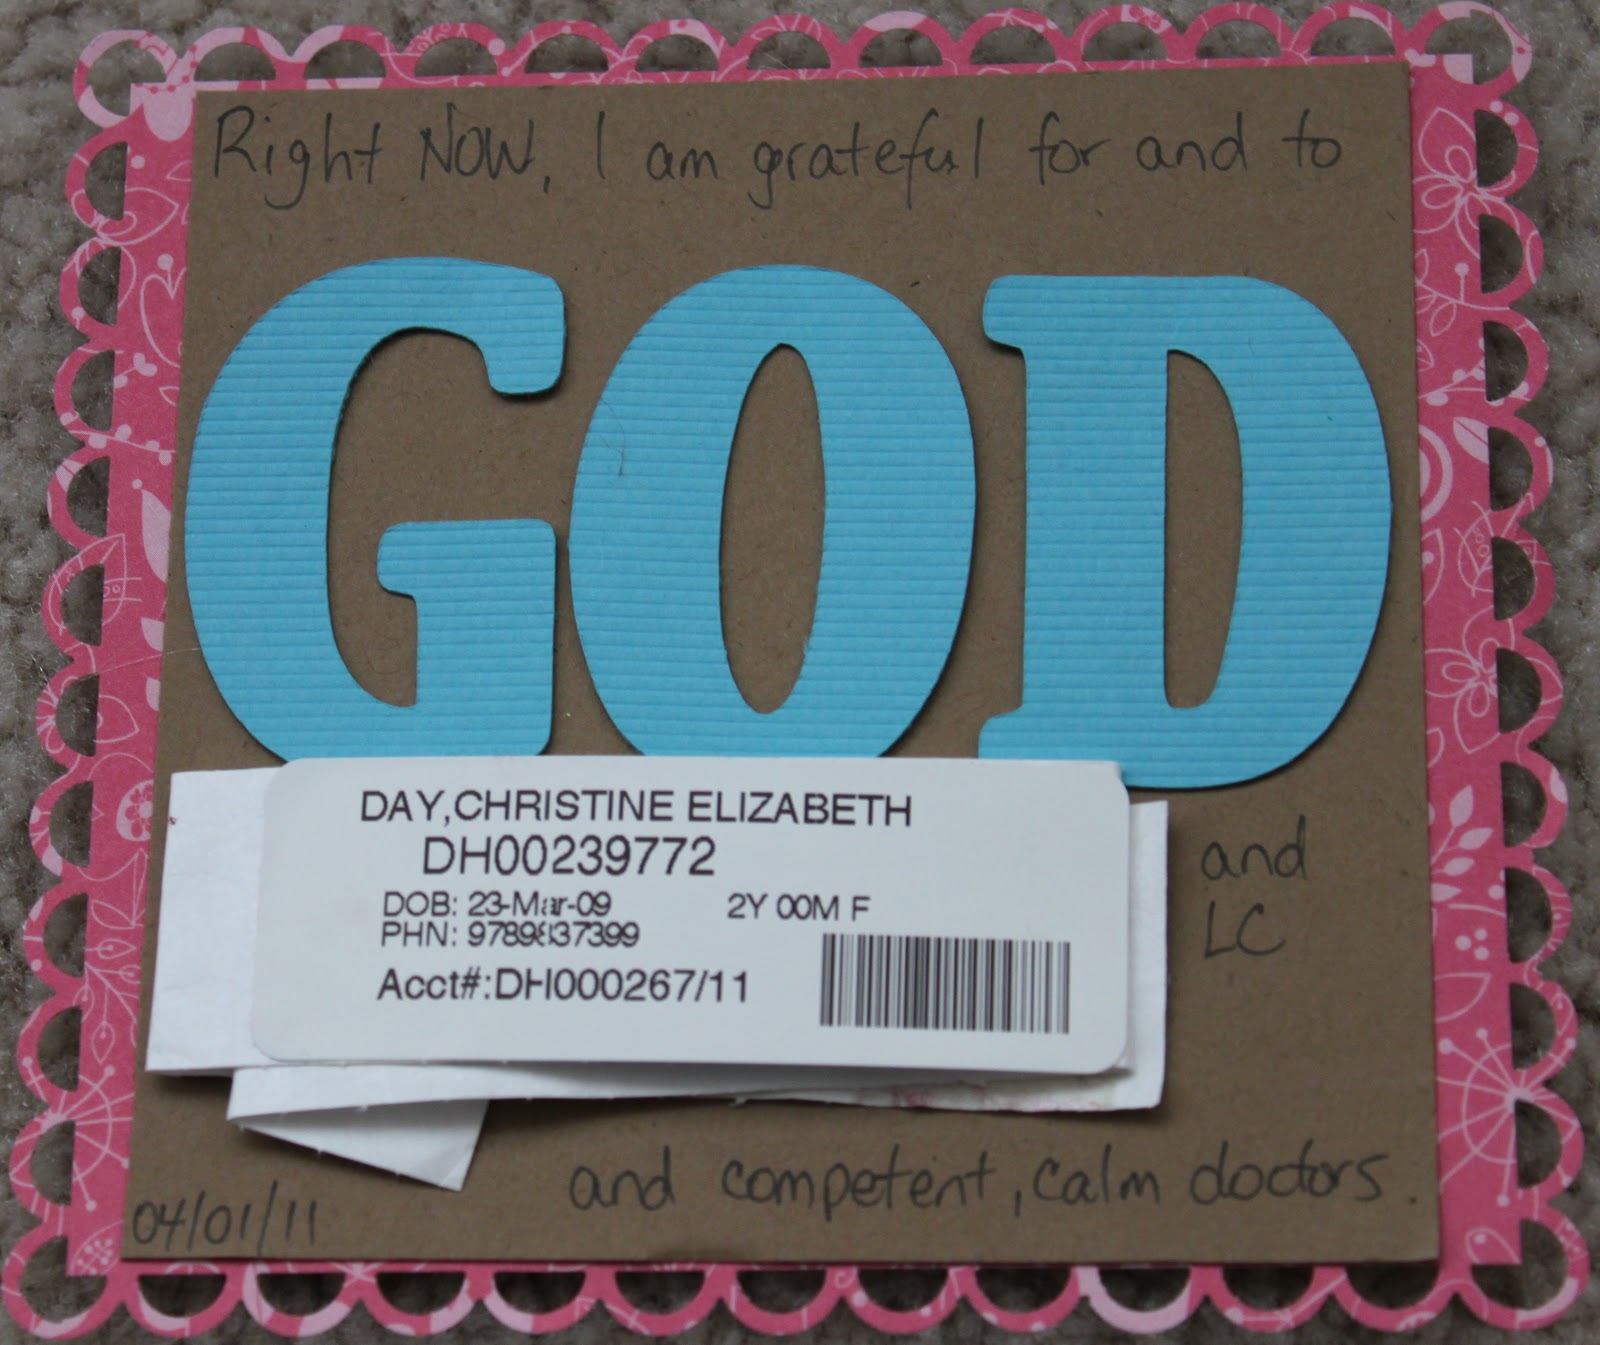 Right NOW, I am grateful for and to
GOD
DAY,CHRISTINE ELIZABETH
DH00239772
DOB: 23-Mar-09 2Y 00M F
PHN:
Acct#:DH000267/11
and
LC
and competent, calm doctors.
04/01/11